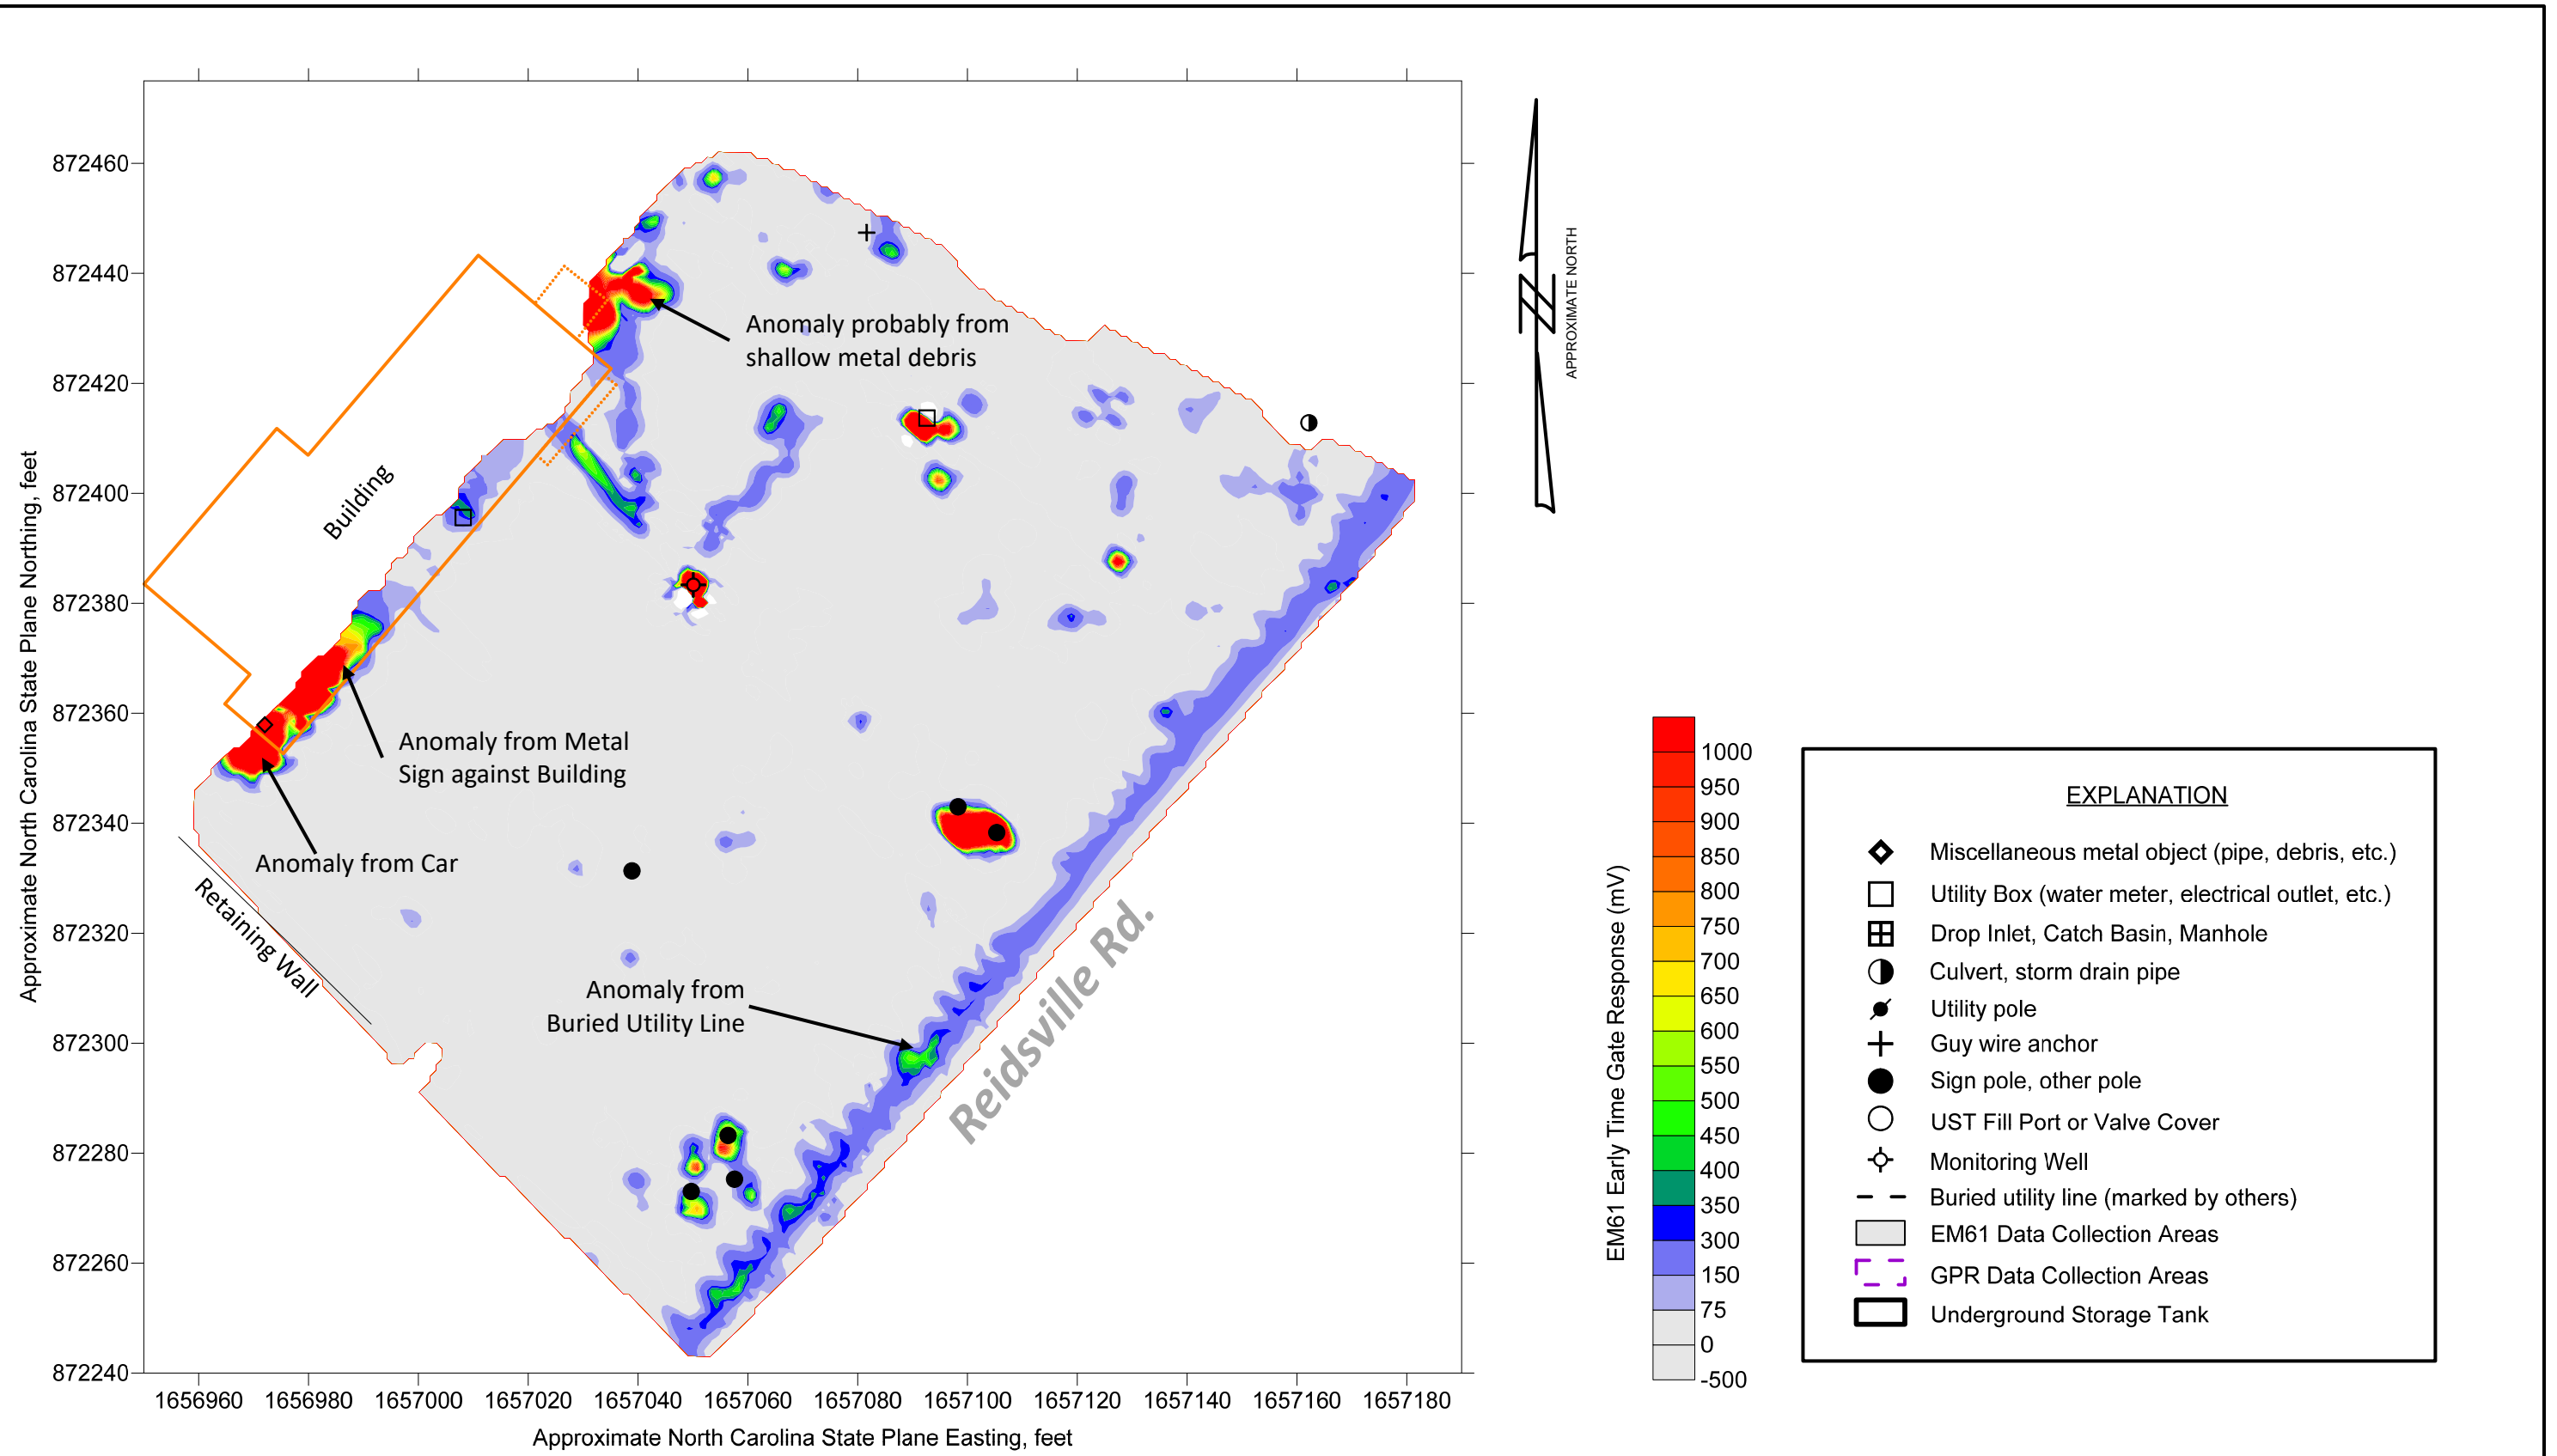 872460
872440
872420
872400
872380
872360
872340
872320
872300
872280
872260
872240
Approximate North Carolina State Plane Northing, feet
1656960
1656980
1657000
1657020
1657040
1657060
1657080
1657100
1657120
1657140
1657160
1657180
Approximate North Carolina State Plane Easting, feet
Anomaly probably from
shallow metal debris
Building
Anomaly from Metal
Sign against Building
Anomaly from Car
Retaining Wall
Anomaly from
Buried Utility Line
Reidsville Rd.
N
APPROXIMATE NORTH
EM61 Early Time Gate Response (mV)
1000
950
900
850
800
750
700
650
600
550
500
450
400
350
300
150
75
0
-500
EXPLANATION
Miscellaneous metal object (pipe, debris, etc.)
Utility Box (water meter, electrical outlet, etc.)
Drop Inlet, Catch Basin, Manhole
Culvert, storm drain pipe
Utility pole
Guy wire anchor
Sign pole, other pole
UST Fill Port or Valve Cover
Monitoring Well
Buried utility line (marked by others)
EM61 Data Collection Areas
GPR Data Collection Areas
Underground Storage Tank